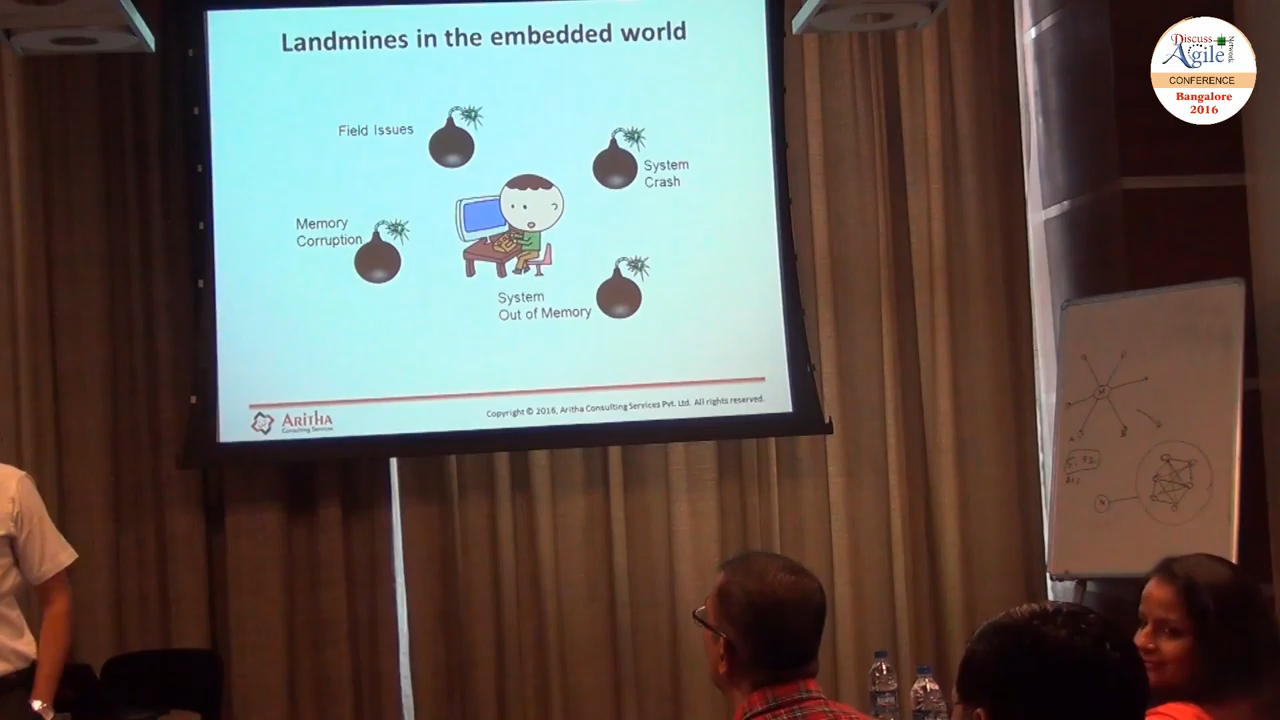 Landmines in the embedded world
Field Issues
System
Crash
Memory
Corruption
System
Out of Memory
ARITHA
Consulting Services
Copyright © 2016, Aritha Consulting Services Pvt. Ltd. All rights reserved.
Discuss
Agile
Network
CONFERENCE
Bangalore
2016